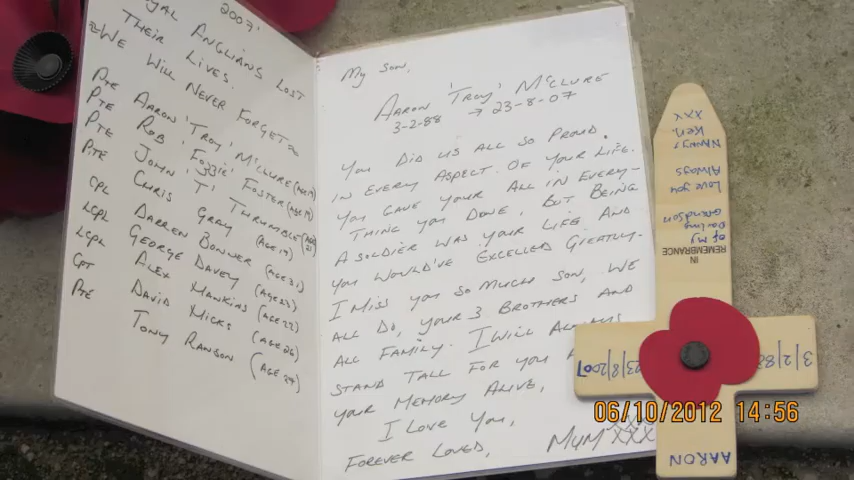 2007'
ANGLIANS LOST
THEIR LIVES.
~WE WILL NEVER FORGET~
PTE AARON 'TROY' MCCLURE (AGE 19)
PTE ROB 'FOZZIE' FOSTER (AGE 19)
PTE JOHN 'T' THRUMBLE (AGE 21)
PTE CHRIS GRAY (AGE 19)
CPL DARREN BONNER (AGE 31)
LCPL GEORGE DAVEY (AGE 23)
LCPL ALEX HAWKINS (AGE 22)
CPT DAVID HICKS (AGE 26)
PTE TONY RAWSON (AGE 27)
MY SON,
AARON 'TROY' MCCLURE
3-2-88 → 23-8-07
YOU DID US ALL SO PROUD.
IN EVERY ASPECT OF YOUR LIFE.
YOU GAVE YOUR ALL IN EVERY-
THING YOU DONE, BUT BEING
A SOLDIER WAS YOUR LIFE AND
YOU WOULD'VE EXCELLED GREATLY.
I MISS YOU SO MUCH SON, WE
ALL DO, YOUR 3 BROTHERS AND
ALL FAMILY. I WILL ALWAYS
STAND TALL FOR YOU
YOUR MEMORY ALIVE,
I LOVE YOU,
FOREVER LOVED,
MUM XXX
IN
REMEMBRANCE
of my
Darling
Grandson
Love you
Always
Nanny,
Ken.
xxx
3/2/88
23/8/2007
AARON
06/10/2012 14:56